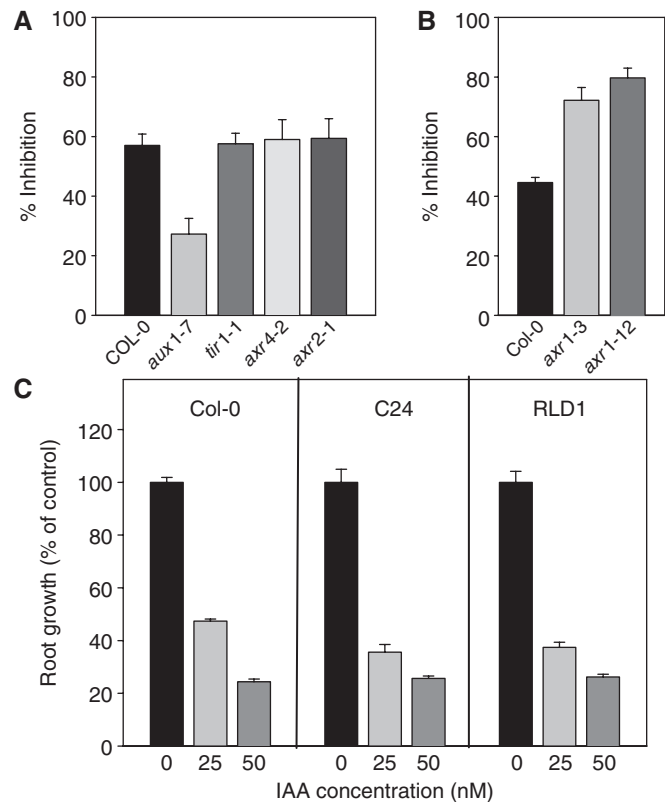 A
B
% Inhibition
100
80
60
40
20
0
COL-0
aux1-7
tir1-1
axr4-2
axr2-1
% Inhibition
100
80
60
40
20
0
Col-0
axr1-3
axr1-12
C
Col-0
C24
RLD1
Root growth (% of control)
120
100
80
60
40
20
0
0 25 50 0 25 50 0 25 50
IAA concentration (nM)